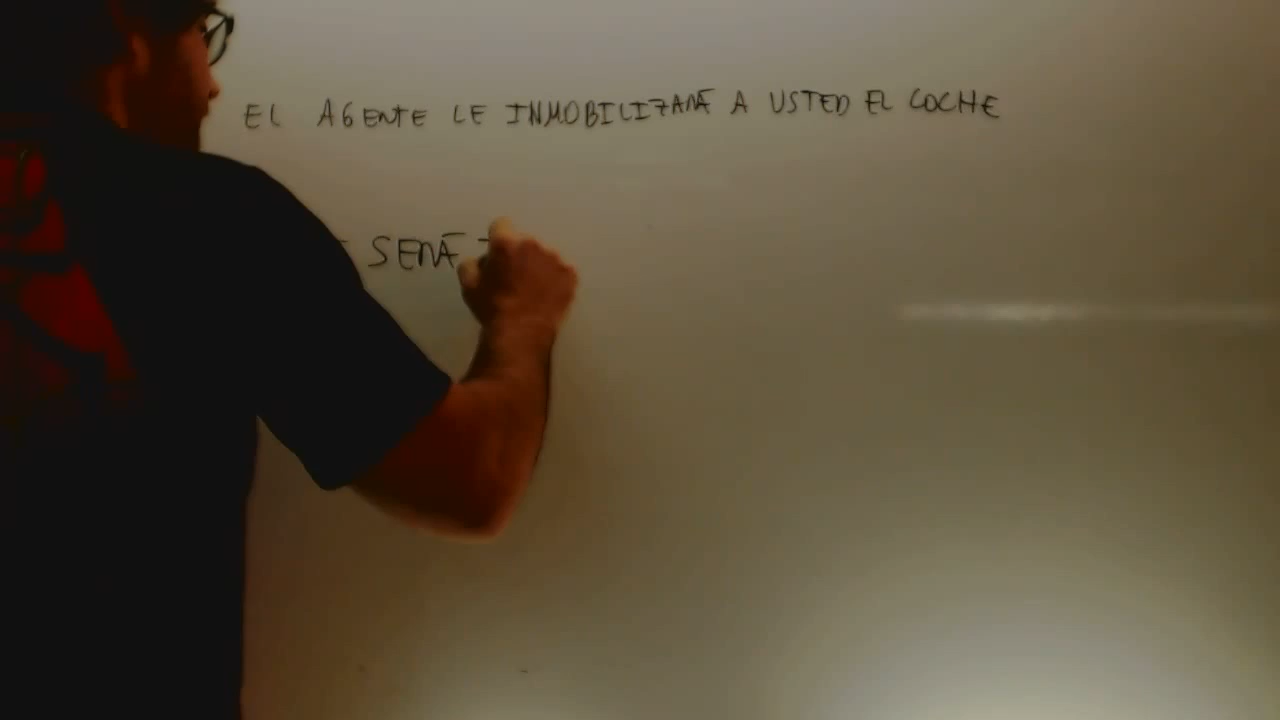 EL AGENTE LE INMOBILIZARÁ A USTED EL COCHE
SERÁ